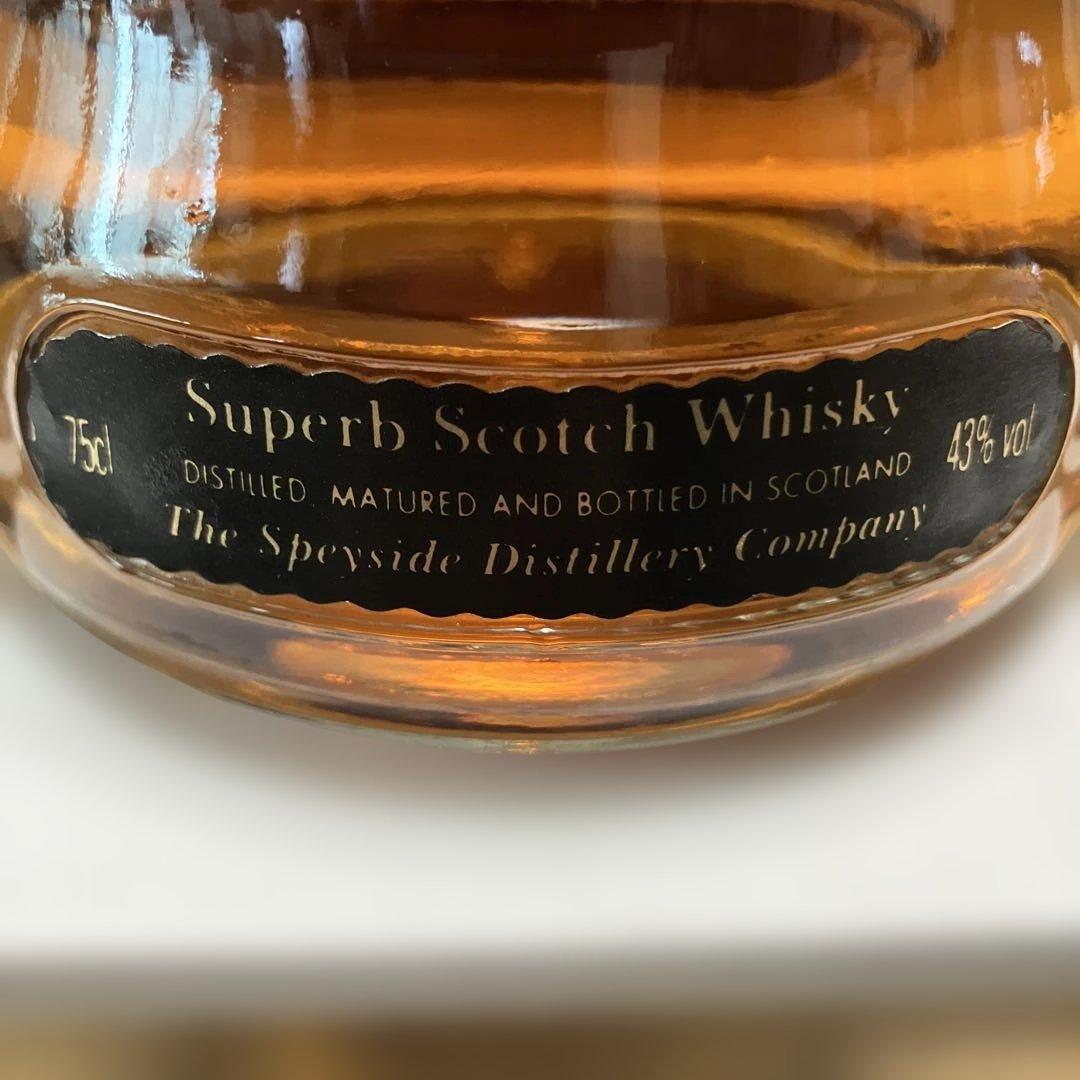 Superb Scotch Whisky
75cl
43% vol
DISTILLED, MATURED AND BOTTLED IN SCOTLAND
The Speyside Distillery Company